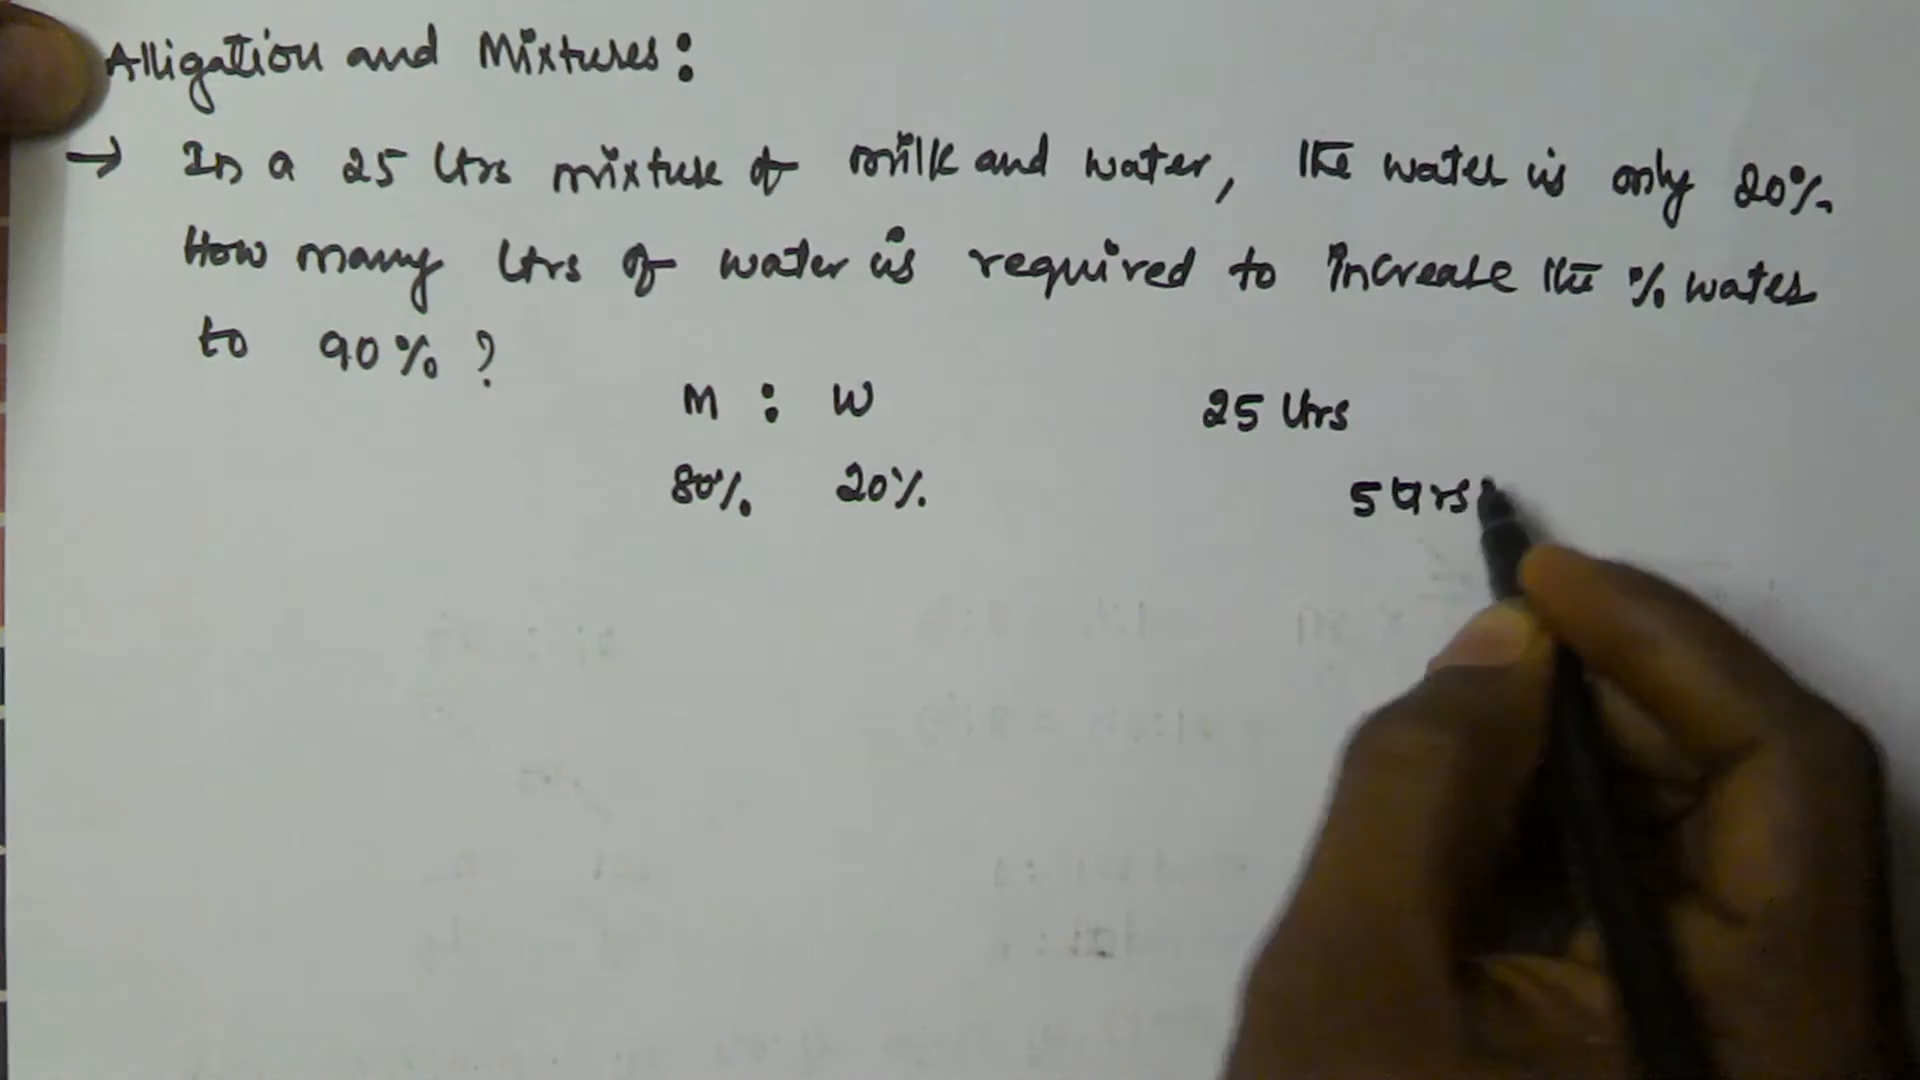 Alligation and Mixtures:
→ In a 25 ltrs mixture of milk and water, the water is only 20%.
How many ltrs of water is required to increase the % water
to 90% ?
M : W 25 ltrs
80% 20% 5 ltrs